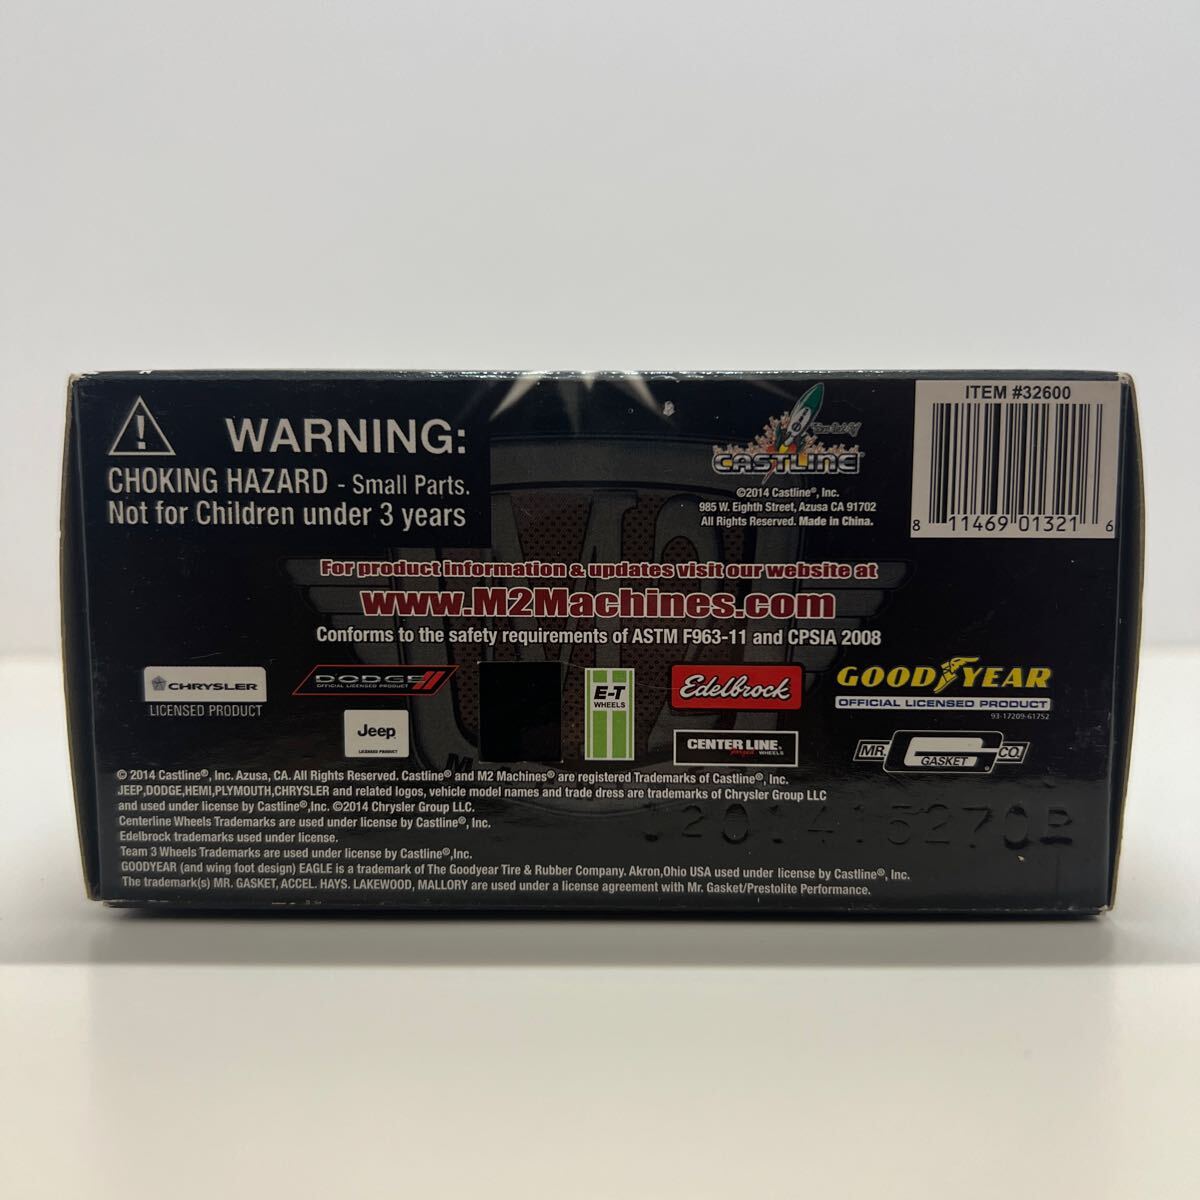 WARNING:
CHOKING HAZARD - Small Parts.
Not for Children under 3 years
CASTLINE
©2014 Castline®, Inc.
985 W. Eighth Street, Azusa CA 91702
All Rights Reserved. Made in China.
ITEM #32600
8 11469 01321 6
For product information & updates visit our website at
www.M2Machines.com
Conforms to the safety requirements of ASTM F963-11 and CPSIA 2008
CHRYSLER
LICENSED PRODUCT
DODGE
OFFICIAL LICENSED PRODUCT
Jeep
LICENSED PRODUCT
E-T
WHEELS
Edelbrock
CENTER LINE®
forged WHEELS
GOODYEAR
OFFICIAL LICENSED PRODUCT
93-17209-61752
MR. GASKET CO.
© 2014 Castline®, Inc. Azusa, CA. All Rights Reserved. Castline® and M2 Machines® are registered Trademarks of Castline®, Inc.
JEEP,DODGE,HEMI,PLYMOUTH,CHRYSLER and related logos, vehicle model names and trade dress are trademarks of Chrysler Group LLC
and used under license by Castline®,Inc. ©2014 Chrysler Group LLC.
Centerline Wheels Trademarks are used under license by Castline®, Inc.
Edelbrock trademarks used under license.
Team 3 Wheels Trademarks are used under license by Castline®,Inc.
GOODYEAR (and wing foot design) EAGLE is a trademark of The Goodyear Tire & Rubber Company. Akron,Ohio USA used under license by Castline®, Inc.
The trademark(s) MR. GASKET, ACCEL. HAYS. LAKEWOOD, MALLORY are used under a license agreement with Mr. Gasket/Prestolite Performance.